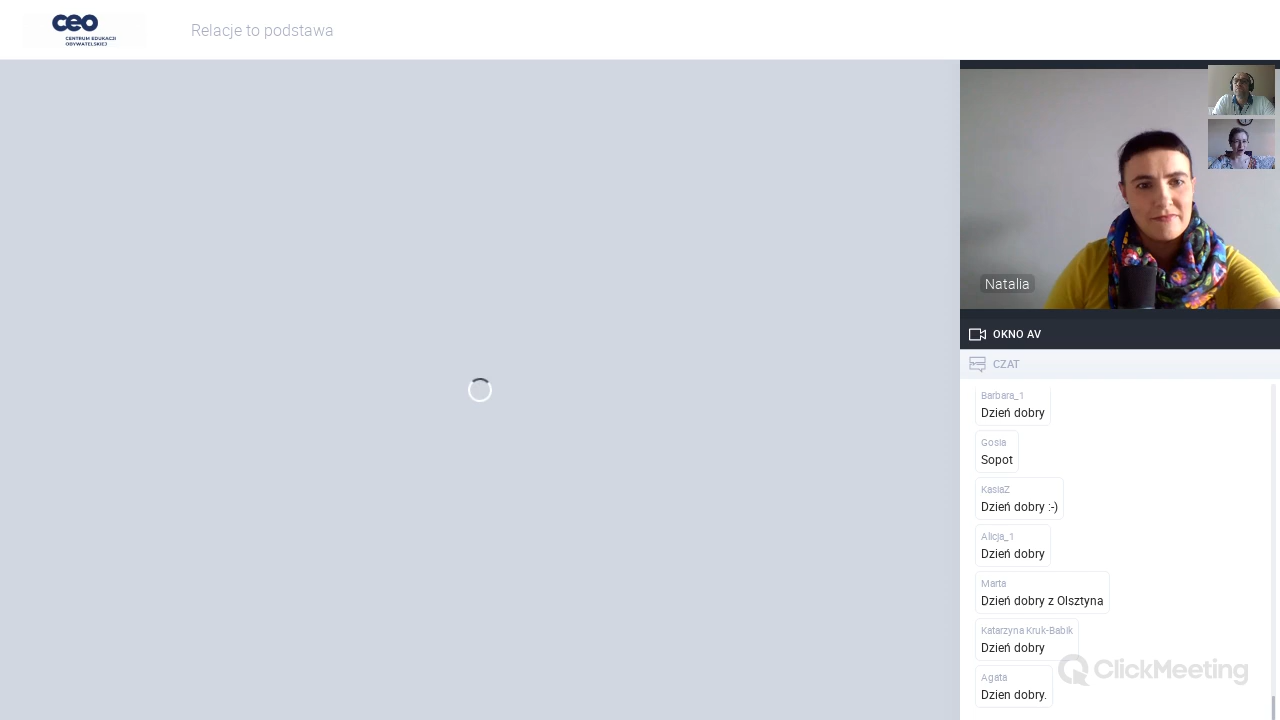 ceo
CENTRUM EDUKACJI
OBYWATELSKIEJ
Relacje to podstawa
Natalia
OKNO AV
CZAT
Barbara_1
Dzień dobry
Gosia
Sopot
KasiaZ
Dzień dobry :-)
Alicja_1
Dzień dobry
Marta
Dzień dobry z Olsztyna
Katarzyna Kruk-Babik
Dzień dobry
Agata
Dzien dobry.
ClickMeeting